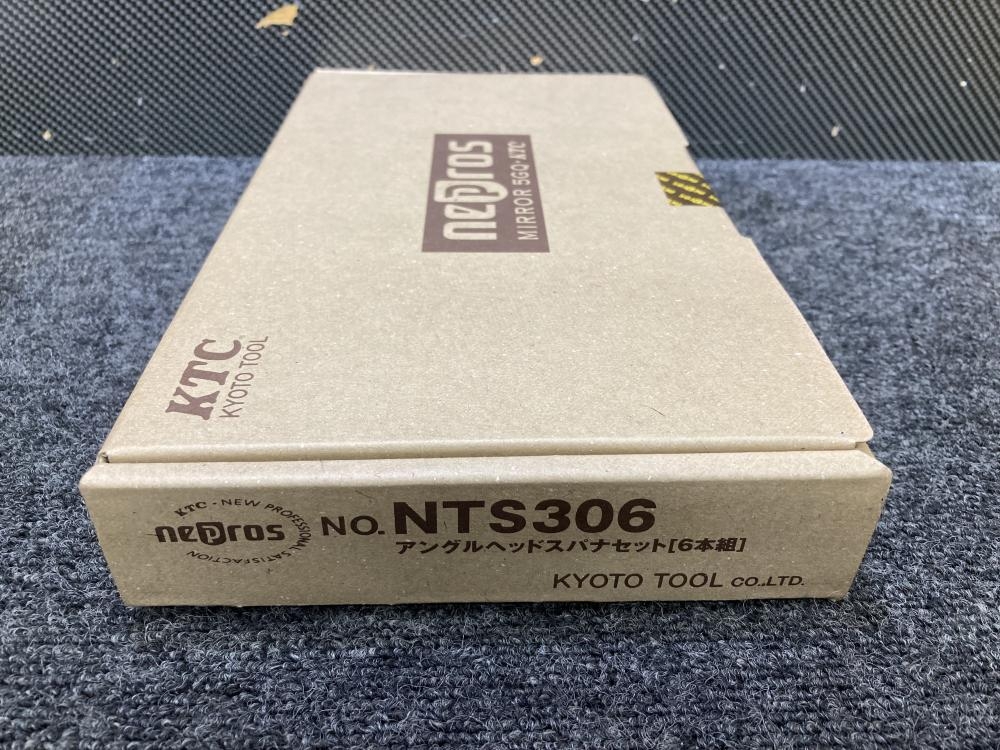 nepros
MIRROR 5GQ・KTC
KTC
KYOTO TOOL
KTC - NEW PROFESSIONAL SATISFACTION
nepros
NO. NTS306
アングルヘッドスパナセット[6本組]
KYOTO TOOL CO.,LTD.